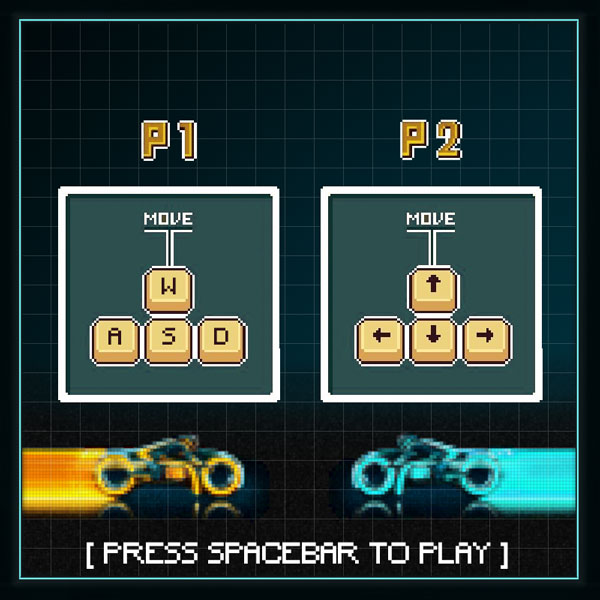 P1
P2
MOVE
W
A S D
MOVE
↑
← ↓ →
[ PRESS SPACEBAR TO PLAY ]